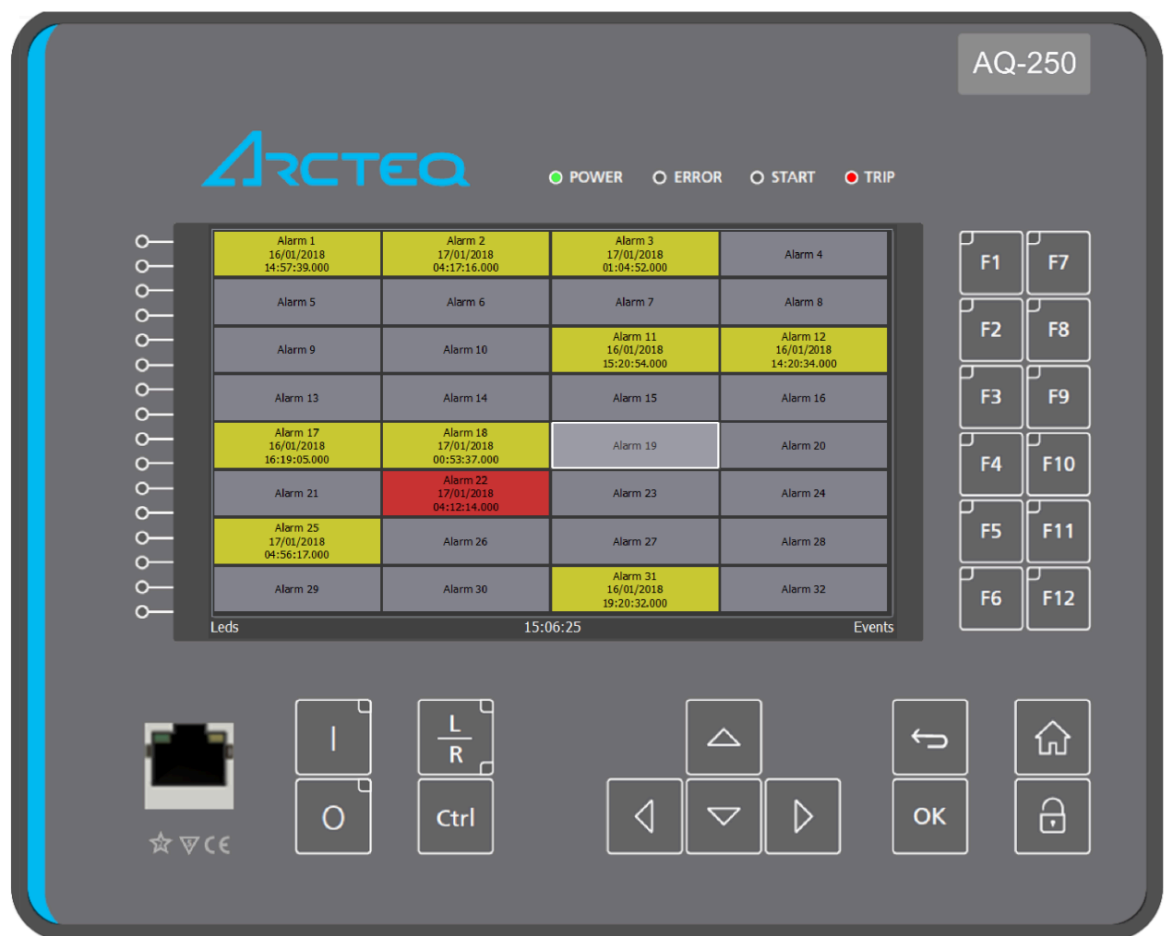 AQ-250
ARCTEQ
POWER ERROR START TRIP
Alarm 1
16/01/2018
14:57:39.000
Alarm 2
17/01/2018
04:17:16.000
Alarm 3
17/01/2018
01:04:52.000
Alarm 4
Alarm 5
Alarm 6
Alarm 7
Alarm 8
Alarm 9
Alarm 10
Alarm 11
16/01/2018
15:20:54.000
Alarm 12
16/01/2018
14:20:34.000
Alarm 13
Alarm 14
Alarm 15
Alarm 16
Alarm 17
16/01/2018
16:19:05.000
Alarm 18
17/01/2018
00:53:37.000
Alarm 19
Alarm 20
Alarm 21
Alarm 22
17/01/2018
04:12:14.000
Alarm 23
Alarm 24
Alarm 25
17/01/2018
04:56:17.000
Alarm 26
Alarm 27
Alarm 28
Alarm 29
Alarm 30
Alarm 31
16/01/2018
19:20:32.000
Alarm 32
Leds 15:06:25 Events
F1 F7
F2 F8
F3 F9
F4 F10
F5 F11
F6 F12
I
L
R
O
Ctrl
OK
CE